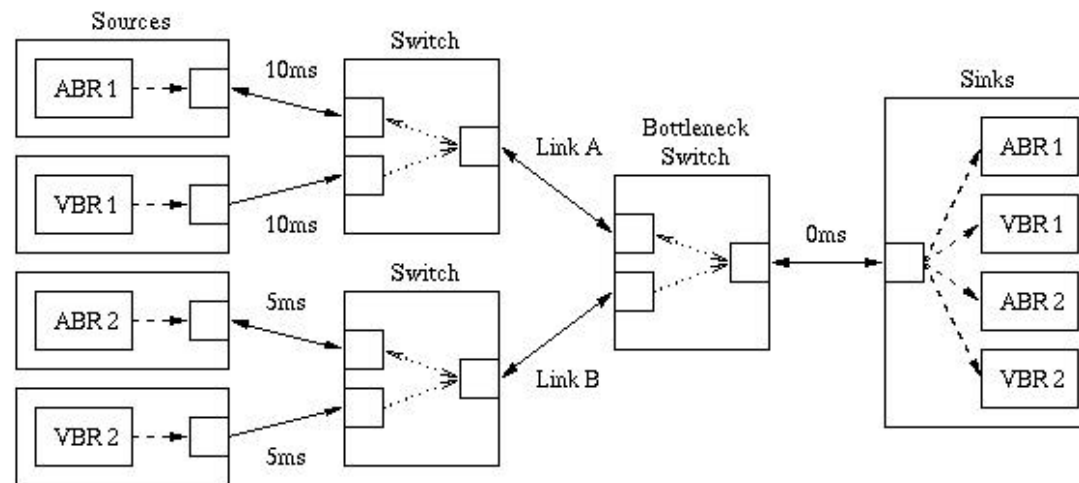 Sources
ABR 1
VBR 1
ABR 2
VBR 2
10ms
10ms
5ms
5ms
Switch
Switch
Link A
Link B
Bottleneck
Switch
0ms
Sinks
ABR 1
VBR 1
ABR 2
VBR 2